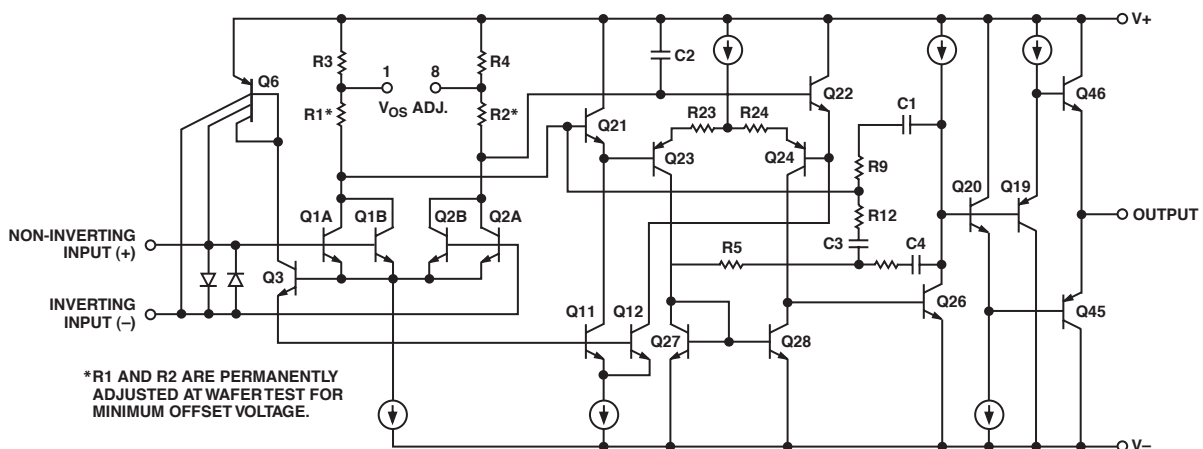 V+
Q6
R3
R4
C2
1
8
V_OS ADJ.
R1*
R2*
Q22
Q46
R23
R24
C1
Q21
Q23
Q24
R9
Q20
Q19
Q1A
Q1B
Q2B
Q2A
R12
OUTPUT
NON-INVERTING
INPUT (+)
C3
C4
R5
Q3
INVERTING
INPUT (–)
Q11
Q12
Q27
Q28
Q26
Q45
*R1 AND R2 ARE PERMANENTLY
ADJUSTED AT WAFER TEST FOR
MINIMUM OFFSET VOLTAGE.
V–